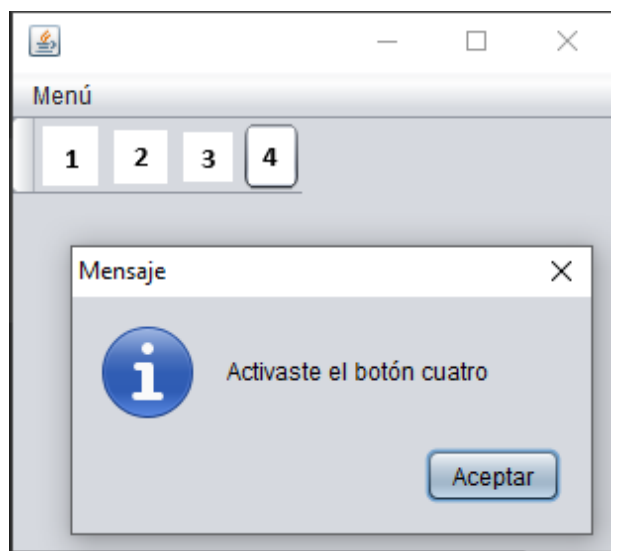 Menú
1 2 3 4
Mensaje
Activaste el botón cuatro
Aceptar